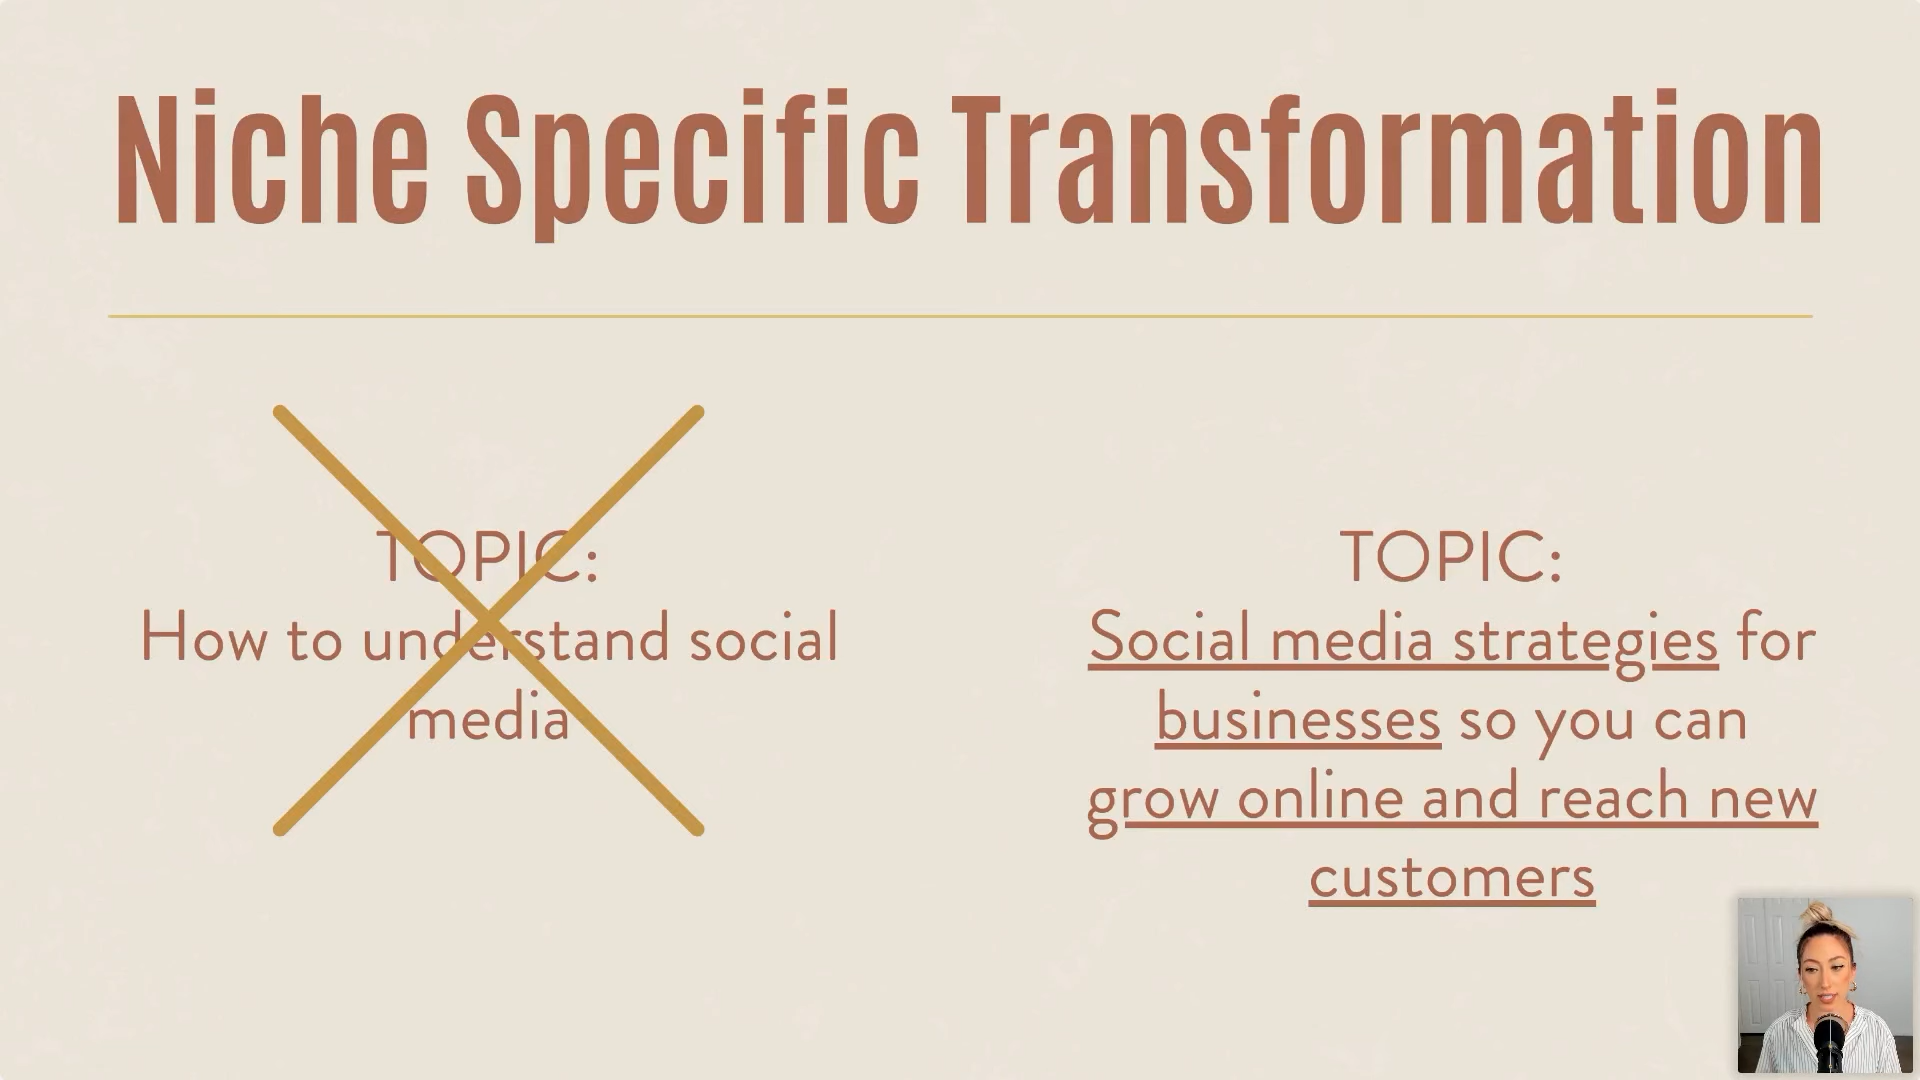 Niche Specific Transformation
TOPIC:
How to understand social
media
TOPIC:
Social media strategies for
businesses so you can
grow online and reach new
customers